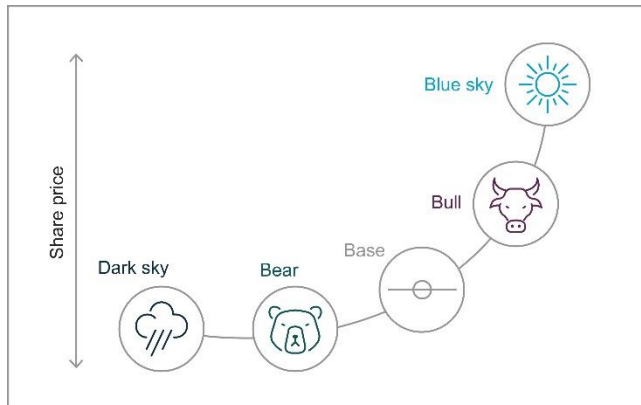 Blue sky
Bull
Base
Bear
Dark sky
Share price